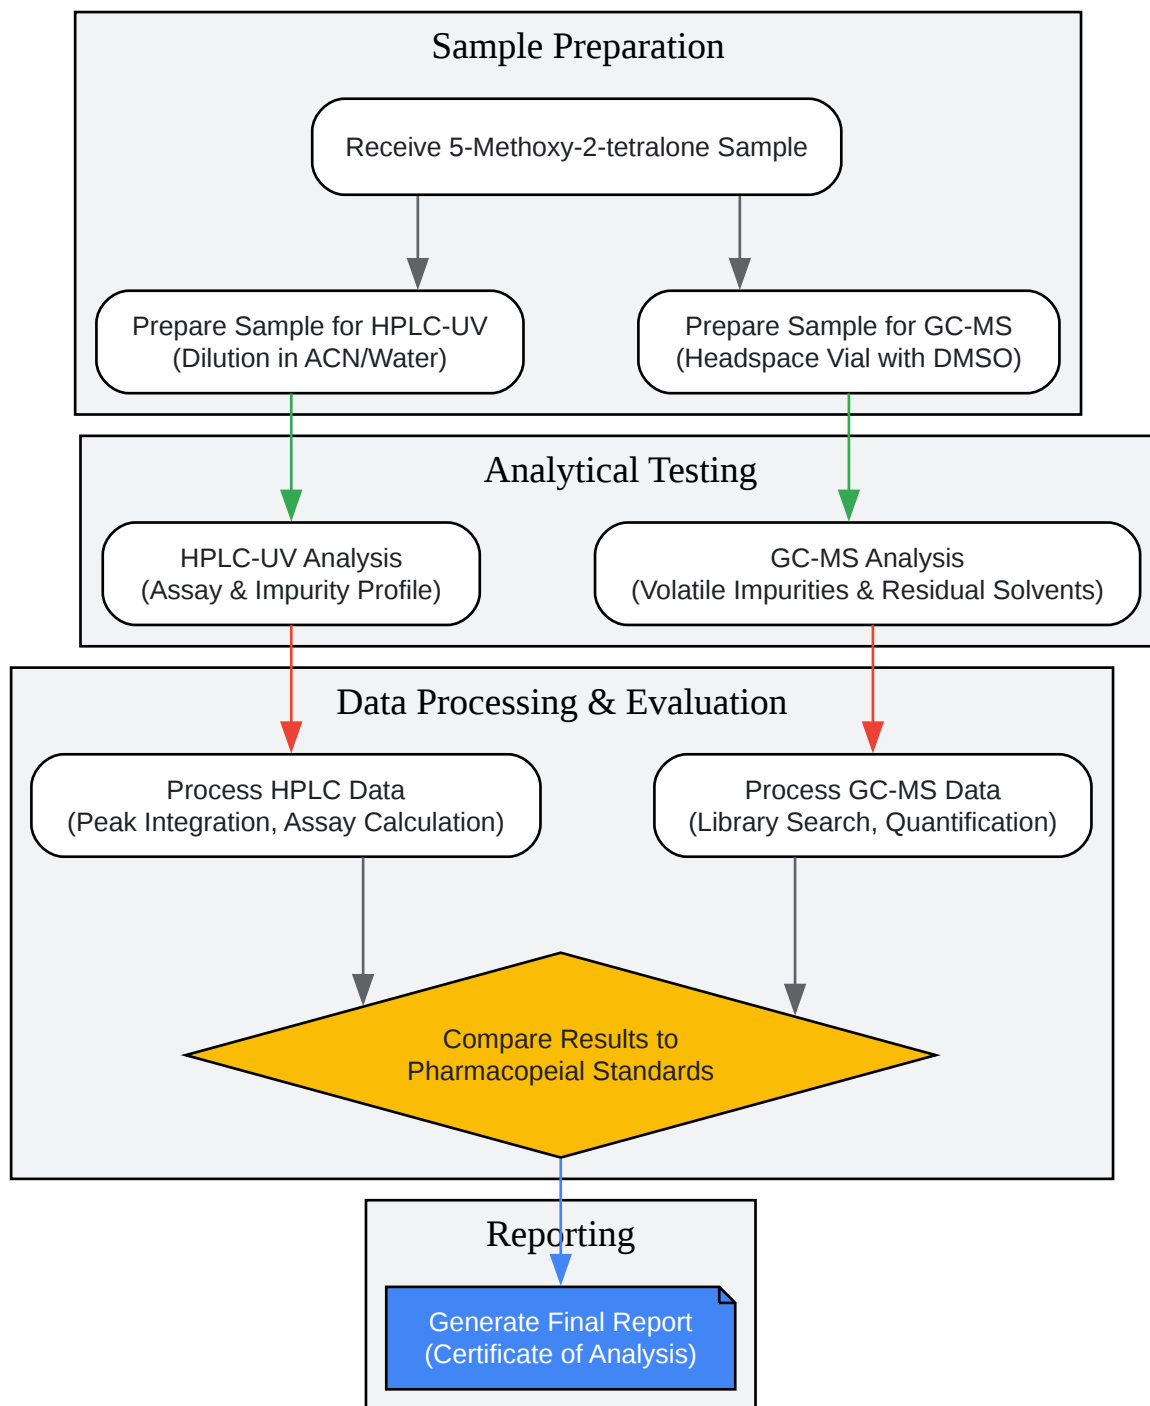 Sample Preparation
Receive 5-Methoxy-2-tetralone Sample
Prepare Sample for HPLC-UV
(Dilution in ACN/Water)
Prepare Sample for GC-MS
(Headspace Vial with DMSO)
Analytical Testing
HPLC-UV Analysis
(Assay & Impurity Profile)
GC-MS Analysis
(Volatile Impurities & Residual Solvents)
Data Processing & Evaluation
Process HPLC Data
(Peak Integration, Assay Calculation)
Process GC-MS Data
(Library Search, Quantification)
Compare Results to
Pharmacopeial Standards
Reporting
Generate Final Report
(Certificate of Analysis)